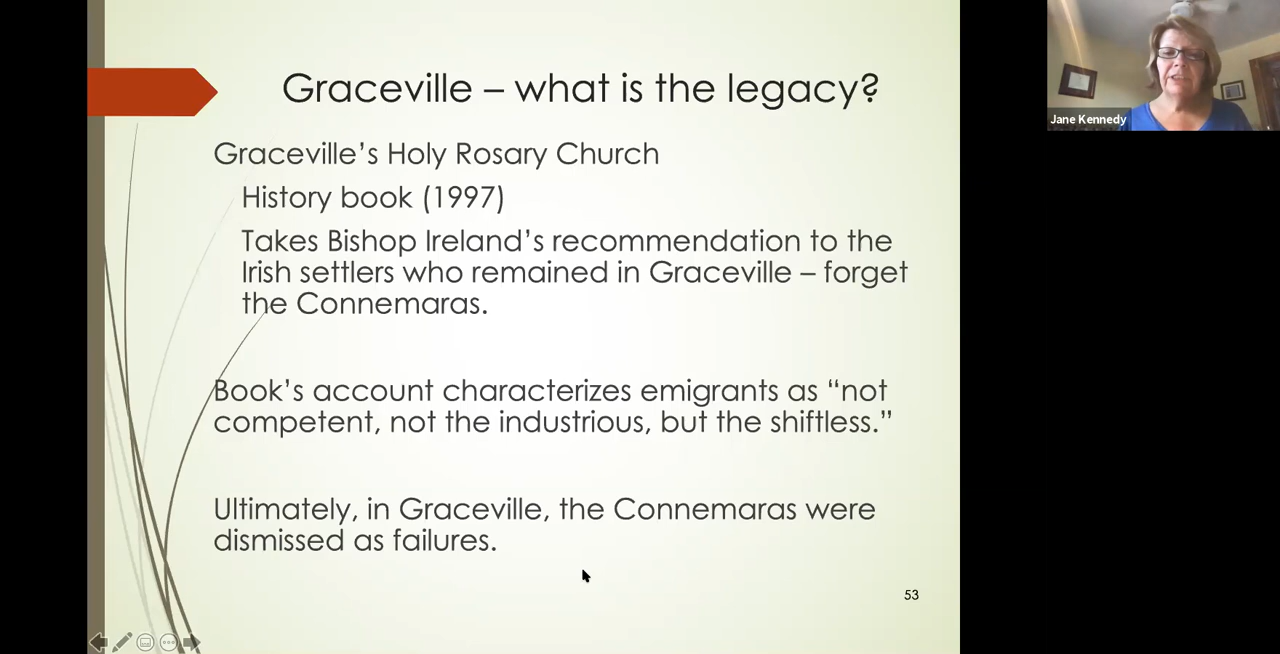 Graceville – what is the legacy?
Jane Kennedy
Graceville’s Holy Rosary Church
History book (1997)
Takes Bishop Ireland’s recommendation to the
Irish settlers who remained in Graceville – forget
the Connemaras.
Book’s account characterizes emigrants as “not
competent, not the industrious, but the shiftless.”
Ultimately, in Graceville, the Connemaras were
dismissed as failures.
53